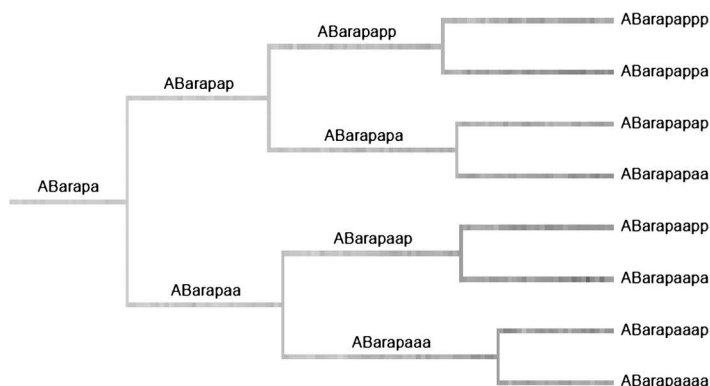 ABarapappp
ABarapapp
ABarapappa
ABarapap
ABarapapap
ABarapapa
ABarapapaa
ABarapa
ABarapaapp
ABarapaap
ABarapaapa
ABarapaa
ABarapaaap
ABarapaaa
ABarapaaaa